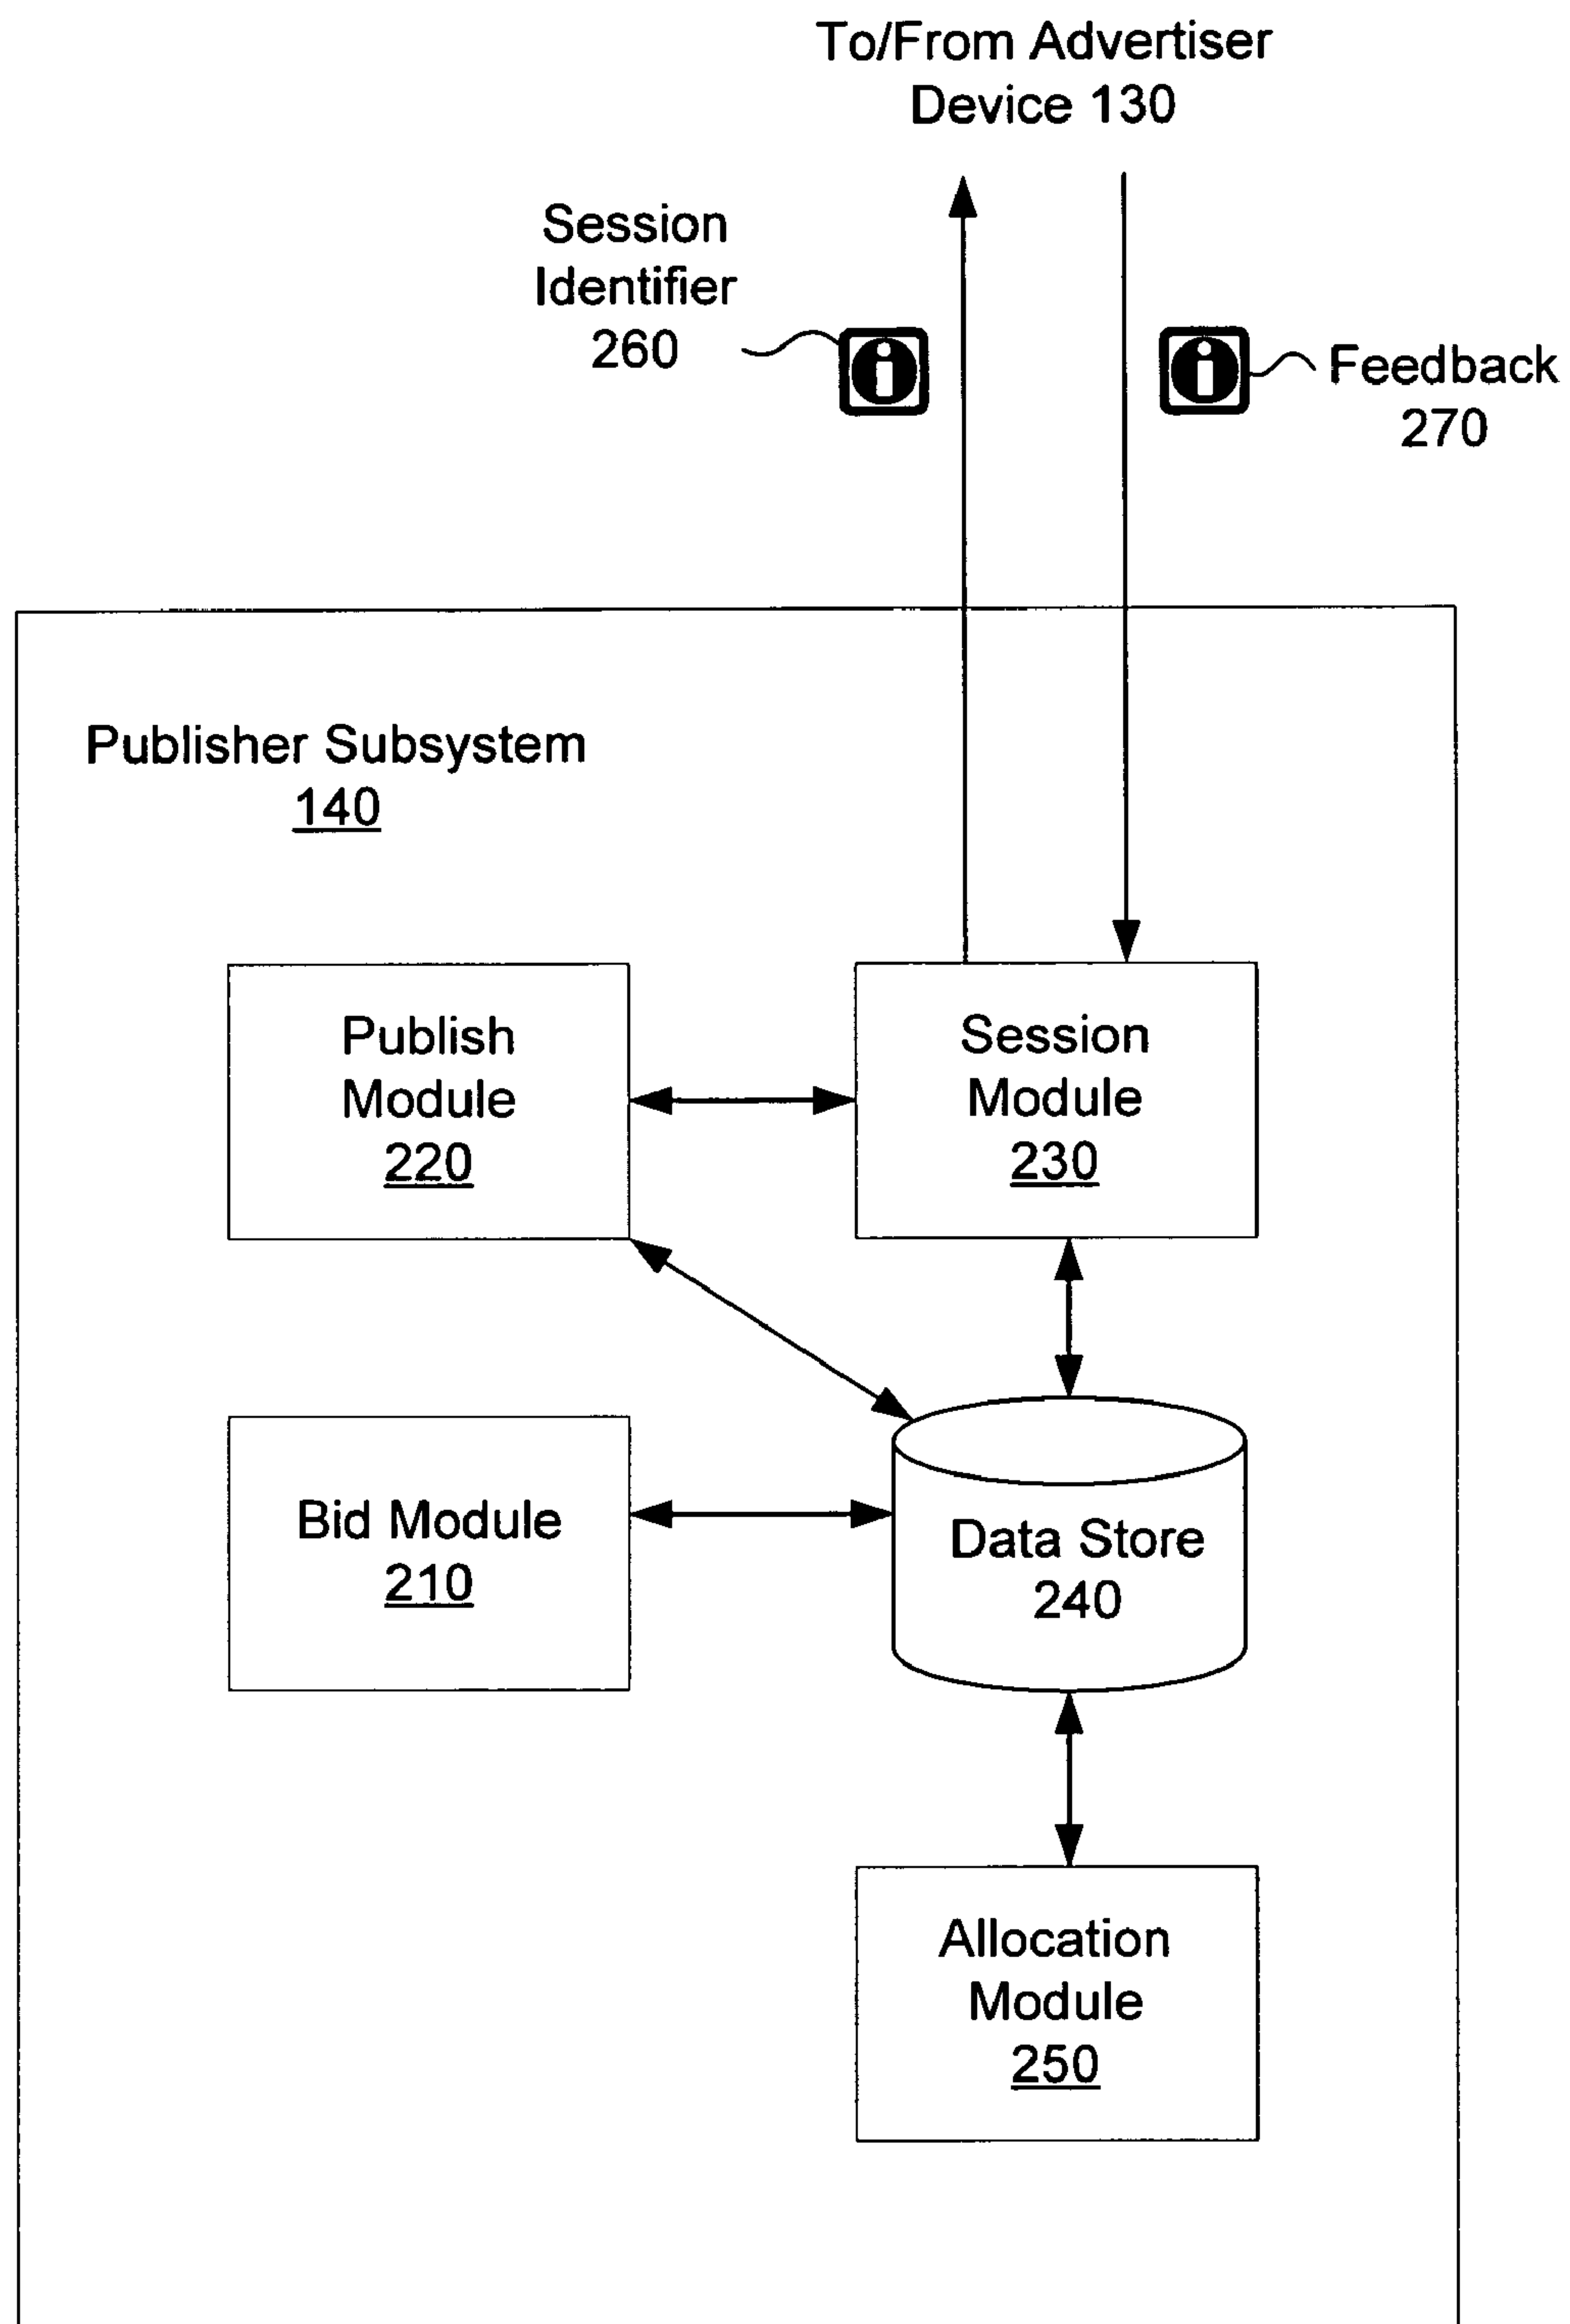 To/From Advertiser
Device 130
Session
Identifier
260
Feedback
270
Publisher Subsystem
140
Publish
Module
220
Session
Module
230
Bid Module
210
Data Store
240
Allocation
Module
250